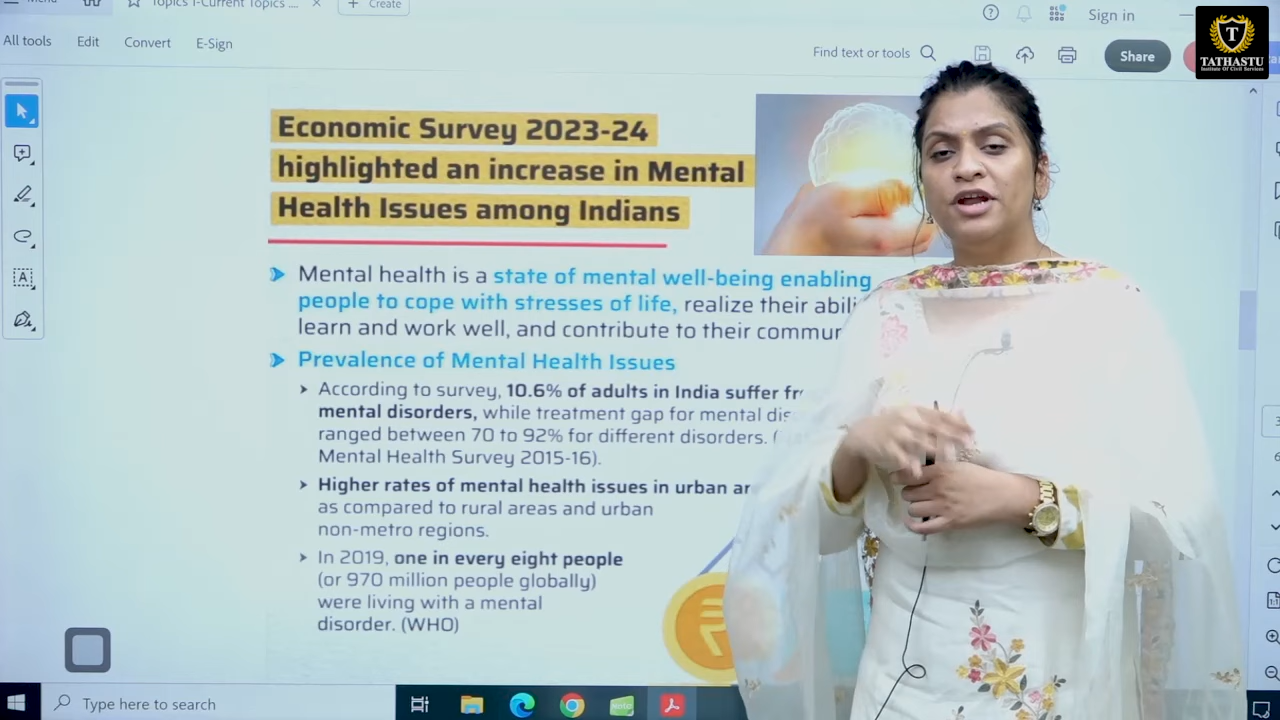 Menu
Topics 1-Current Topics ....
Create
Sign in
All tools
Edit
Convert
E-Sign
Find text or tools
Share
T
TATHASTU
Institute Of Civil Services
Economic Survey 2023-24
highlighted an increase in Mental
Health Issues among Indians
Mental health is a state of mental well-being enabling
people to cope with stresses of life, realize their
learn and work well, and contribute to their
Prevalence of Mental Health Issues
According to survey, 10.6% of adults in India suffer
mental disorders, while treatment gap for mental
ranged between 70 to 92% for different disorders. (
Mental Health Survey 2015-16).
Higher rates of mental health issues in urban
as compared to rural areas and urban
non-metro regions.
In 2019, one in every eight people
(or 970 million people globally)
were living with a mental
disorder. (WHO)
₹
Type here to search